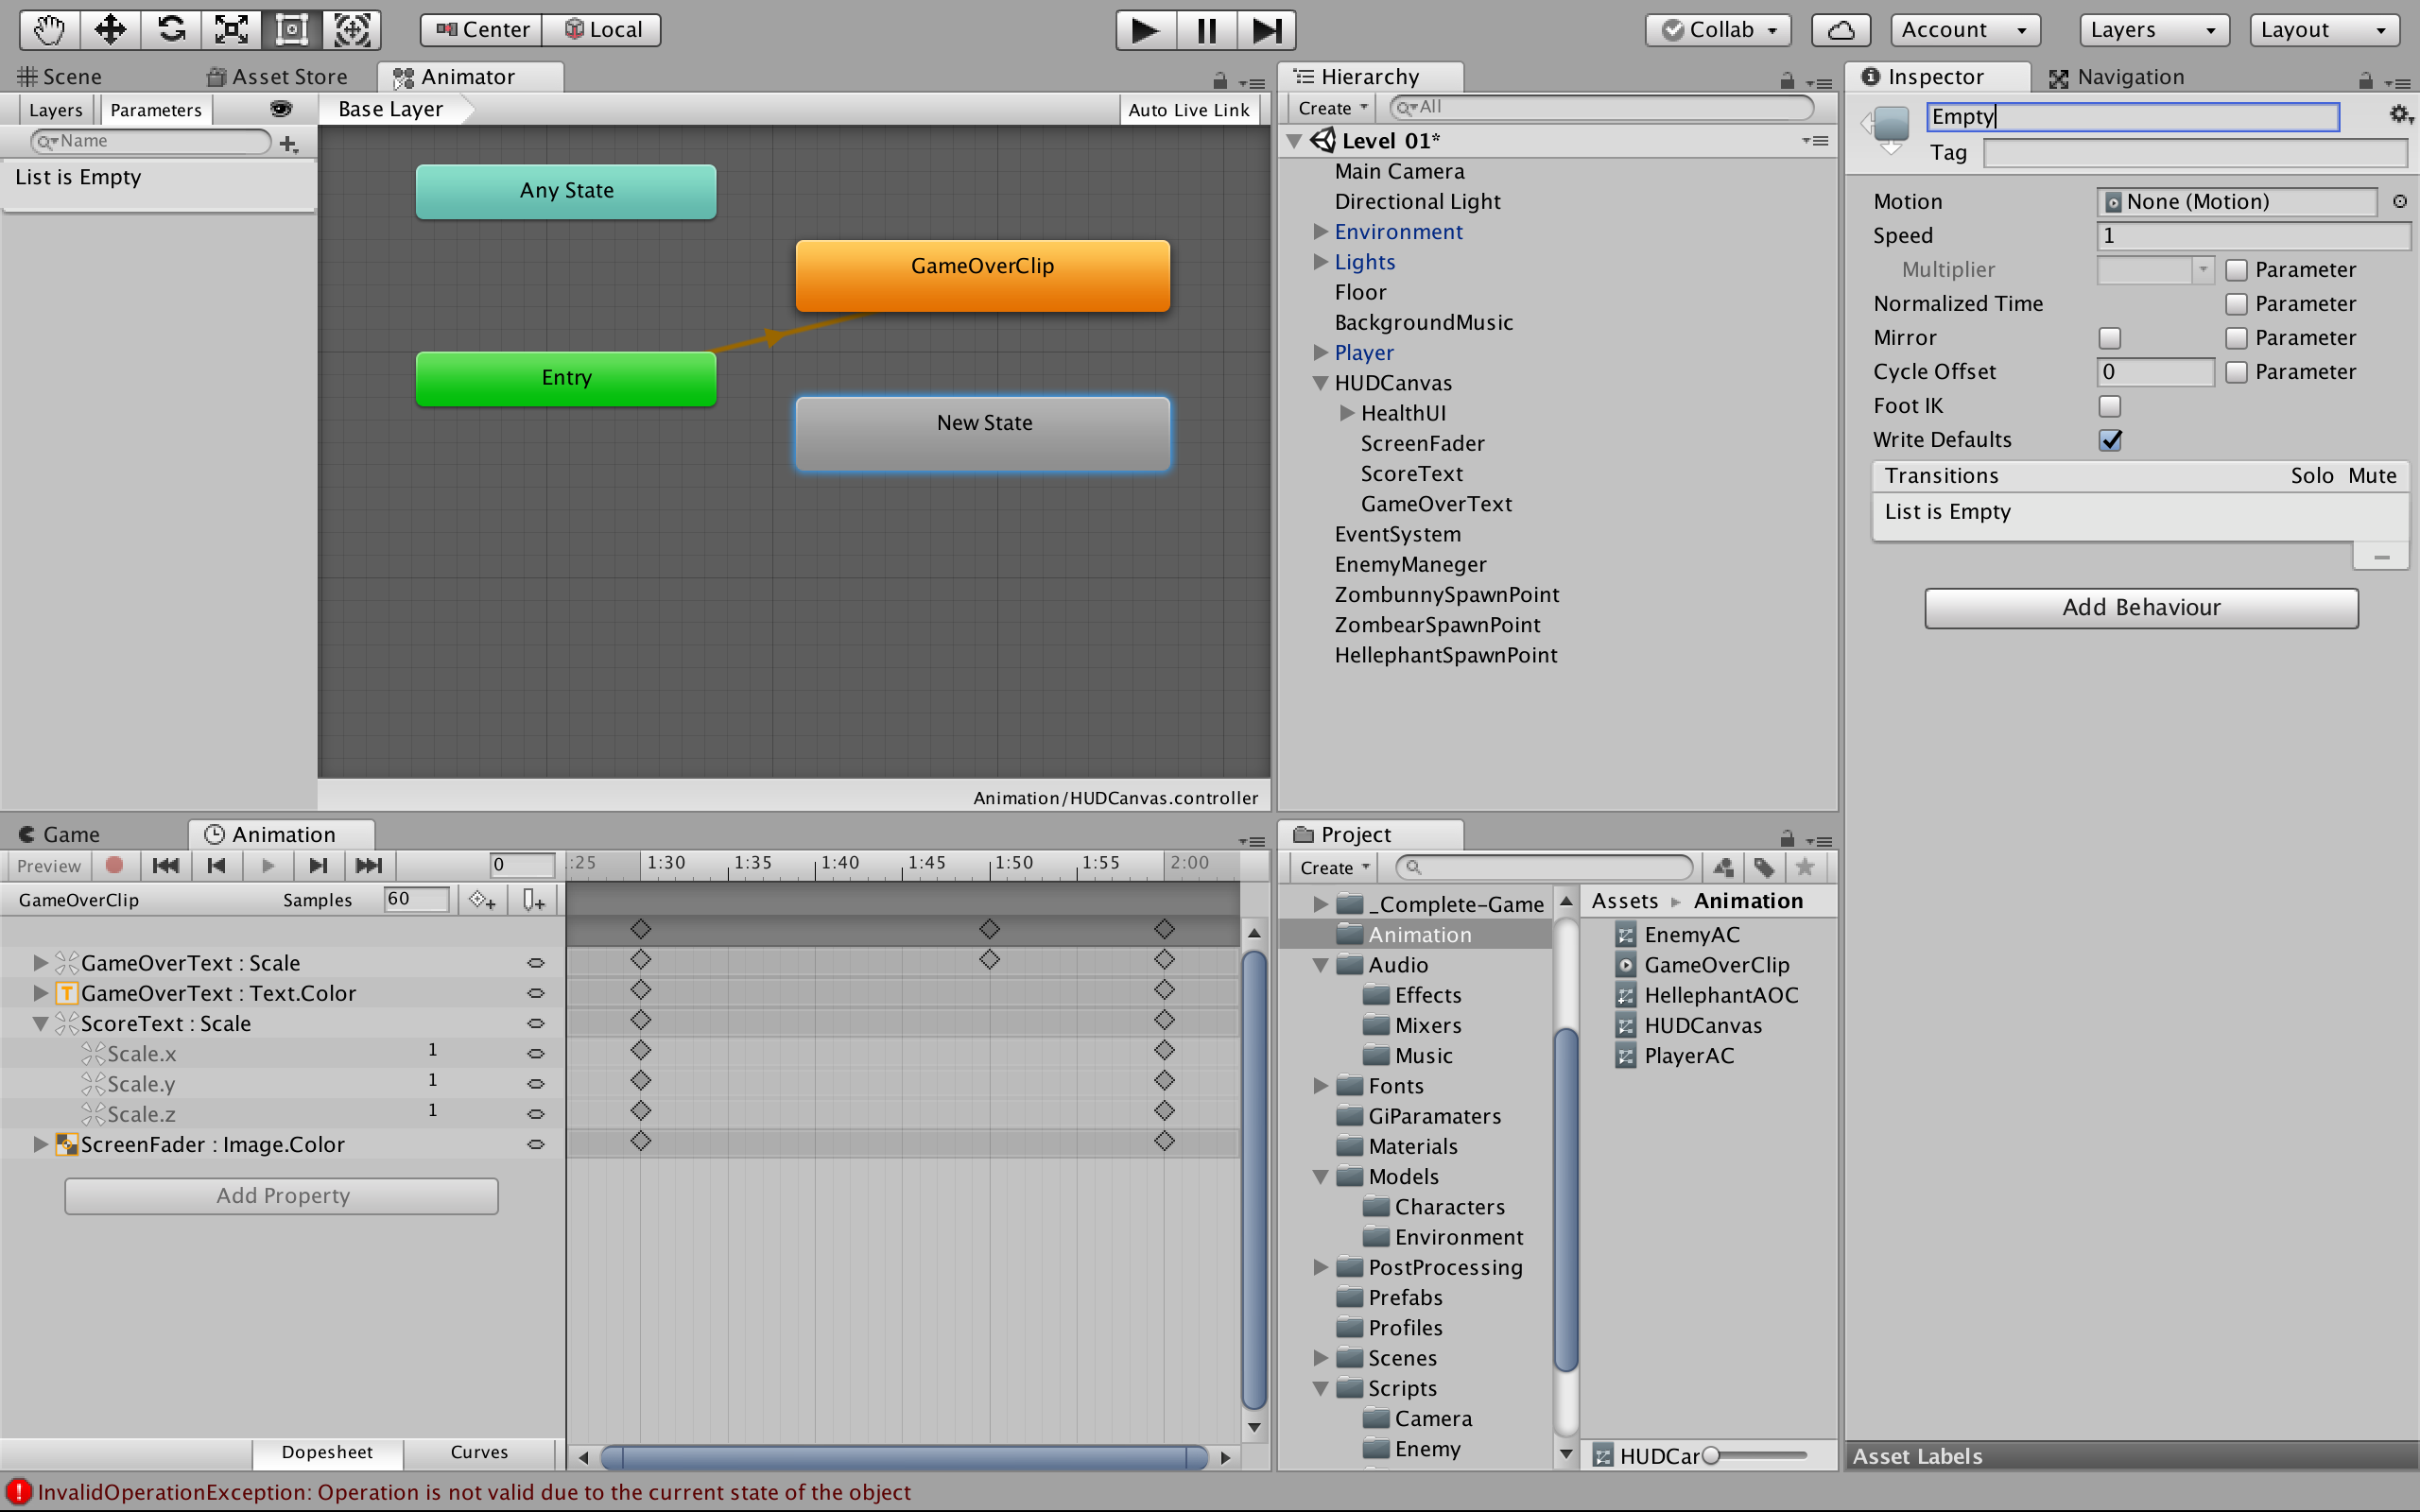 Center Local Collab Account Layers Layout
Scene Asset Store Animator
Layers Parameters Base Layer Auto Live Link
Name
List is Empty
Any State
GameOverClip
Entry
New State
Animation/HUDCanvas.controller
Hierarchy
Create All
Level 01*
Main Camera
Directional Light
Environment
Lights
Floor
BackgroundMusic
Player
HUDCanvas
HealthUI
ScreenFader
ScoreText
GameOverText
EventSystem
EnemyManeger
ZombunnySpawnPoint
ZombearSpawnPoint
HellephantSpawnPoint
Inspector Navigation
Empty
Tag
Motion None (Motion)
Speed 1
Multiplier Parameter
Normalized Time Parameter
Mirror Parameter
Cycle Offset 0 Parameter
Foot IK
Write Defaults
Transitions Solo Mute
List is Empty
Add Behaviour
Asset Labels
Game Animation
Preview 0 :25 1:30 1:35 1:40 1:45 1:50 1:55 2:00
GameOverClip Samples 60
GameOverText : Scale
GameOverText : Text.Color
ScoreText : Scale
Scale.x 1
Scale.y 1
Scale.z 1
ScreenFader : Image.Color
Add Property
Dopesheet Curves
Project
Create
_Complete-Game
Animation
Audio
Effects
Mixers
Music
Fonts
GiParamaters
Materials
Models
Characters
Environment
PostProcessing
Prefabs
Profiles
Scenes
Scripts
Camera
Enemy
Assets Animation
EnemyAC
GameOverClip
HellephantAOC
HUDCanvas
PlayerAC
HUDCar
InvalidOperationException: Operation is not valid due to the current state of the object